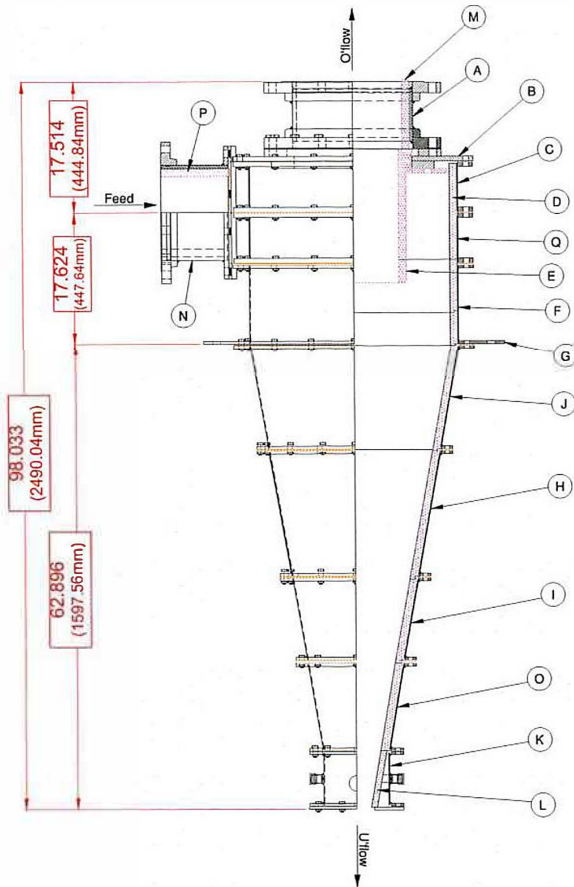 O'flow
M
A
B
C
D
Q
E
F
G
J
H
I
O
K
L
P
N
Feed
17.514
(444.84mm)
17.624
(447.64mm)
98.033
(2490.04mm)
62.896
(1597.56mm)
U'flow